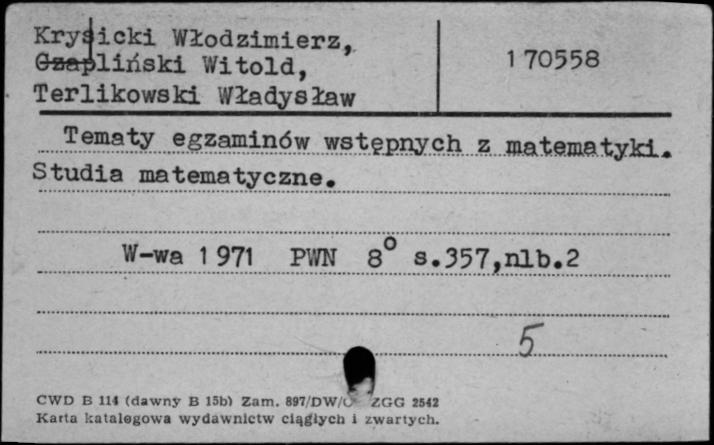 Krysicki Włodzimierz,
Czapliński Witold,
Terlikowski Władysław
170558
Tematy egzaminów wstępnych z matematyki.
Studia matematyczne.
W-wa 1971 PWN 8° s.357,nlb.2
5
CWD B 114 (dawny B 15b) Zam. 897/DW/ ZGG 2542
Karta katalogowa wydawnictw ciągłych i zwartych.